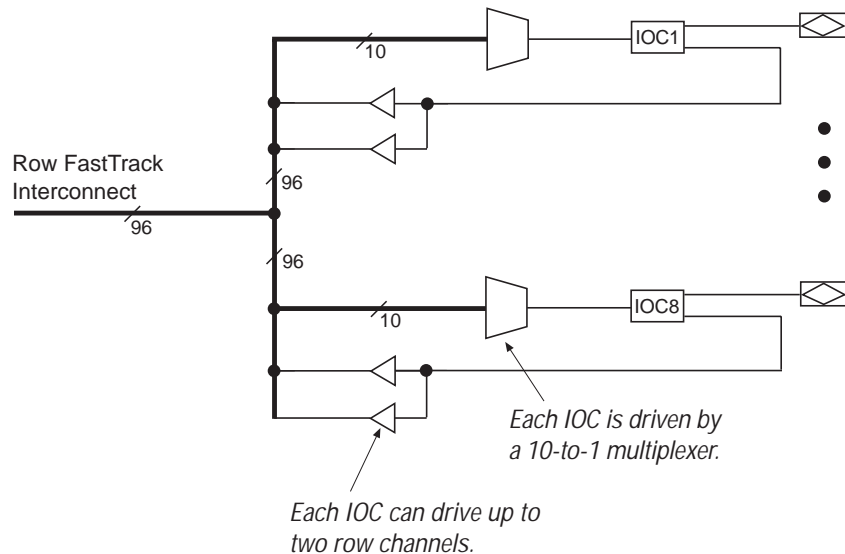 10
IOC1
Row FastTrack
Interconnect
96
96
96
10
IOC8
Each IOC is driven by
a 10-to-1 multiplexer.
Each IOC can drive up to
two row channels.